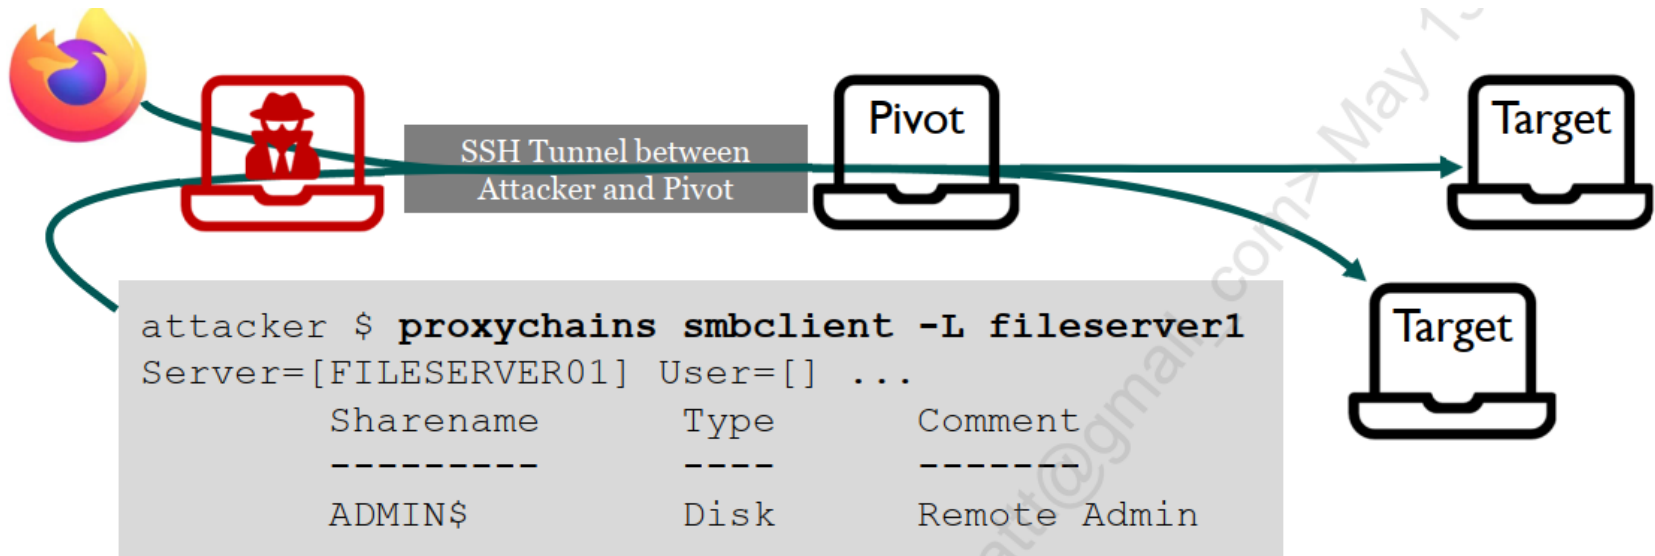 Pivot
Target
SSH Tunnel between
Attacker and Pivot
Target
attacker $ proxychains smbclient -L fileserver1
Server=[FILESERVER01] User=[] ...
Sharename Type Comment
--------- ---- -------
ADMIN$ Disk Remote Admin